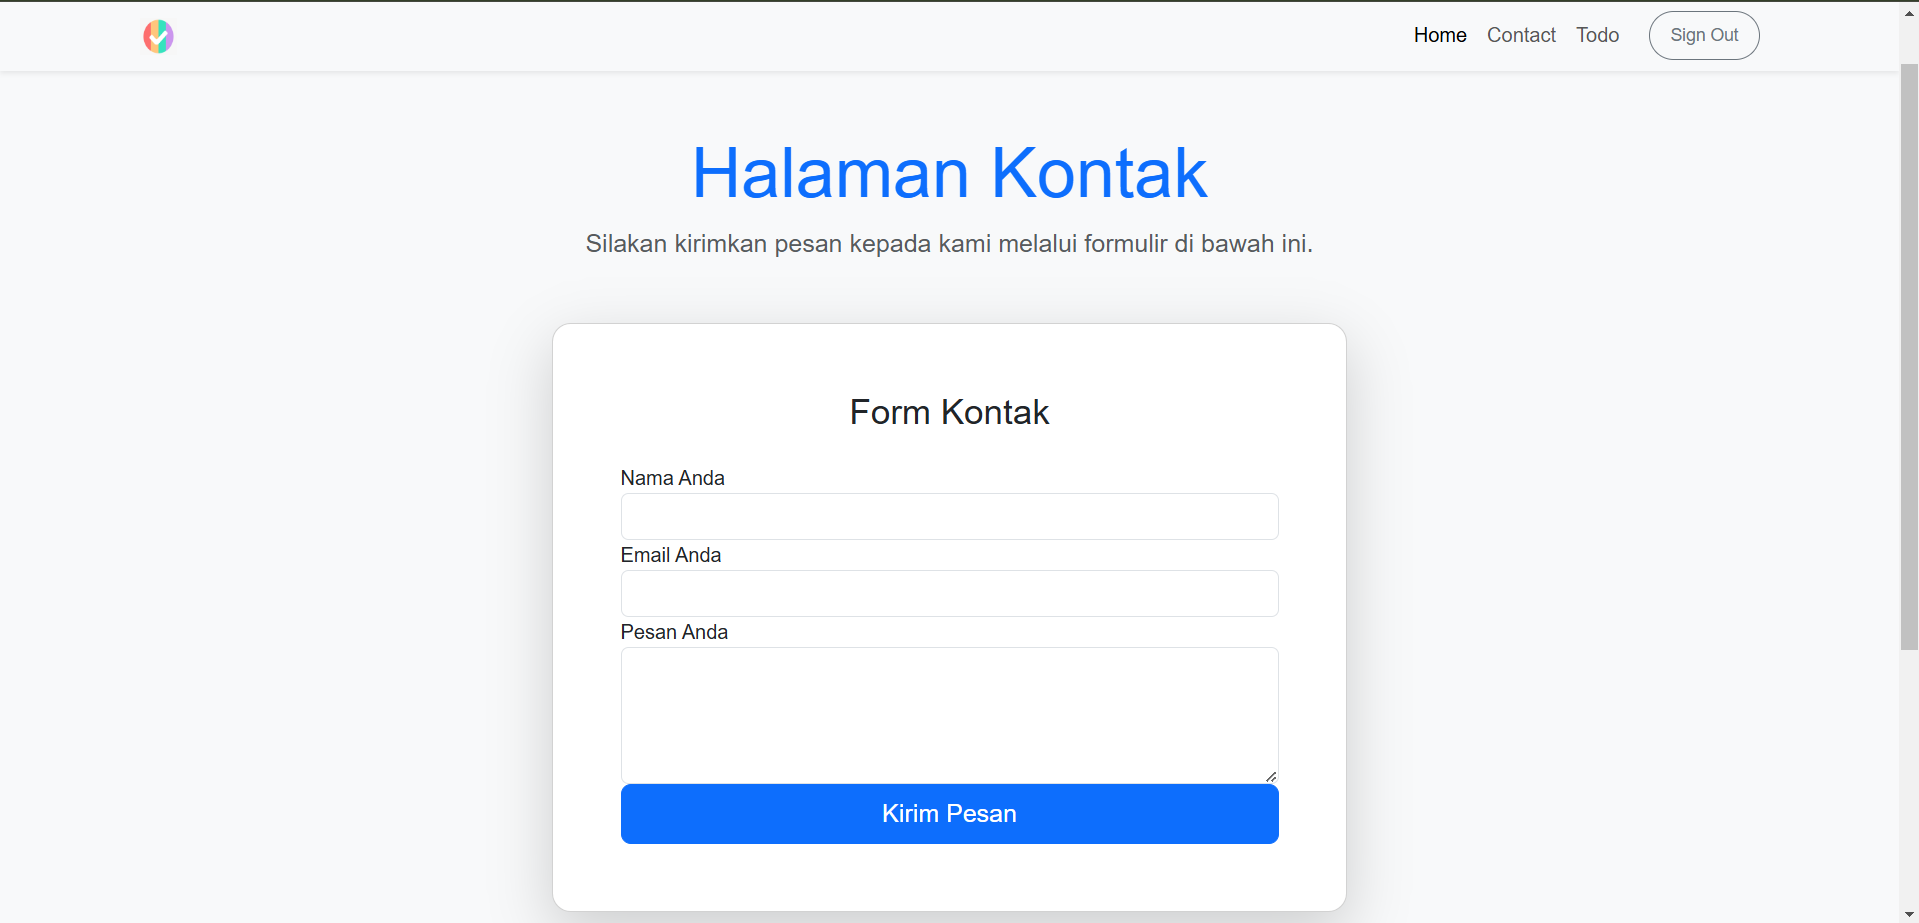 Home Contact Todo Sign Out
Halaman Kontak
Silakan kirimkan pesan kepada kami melalui formulir di bawah ini.
Form Kontak
Nama Anda
Email Anda
Pesan Anda
Kirim Pesan